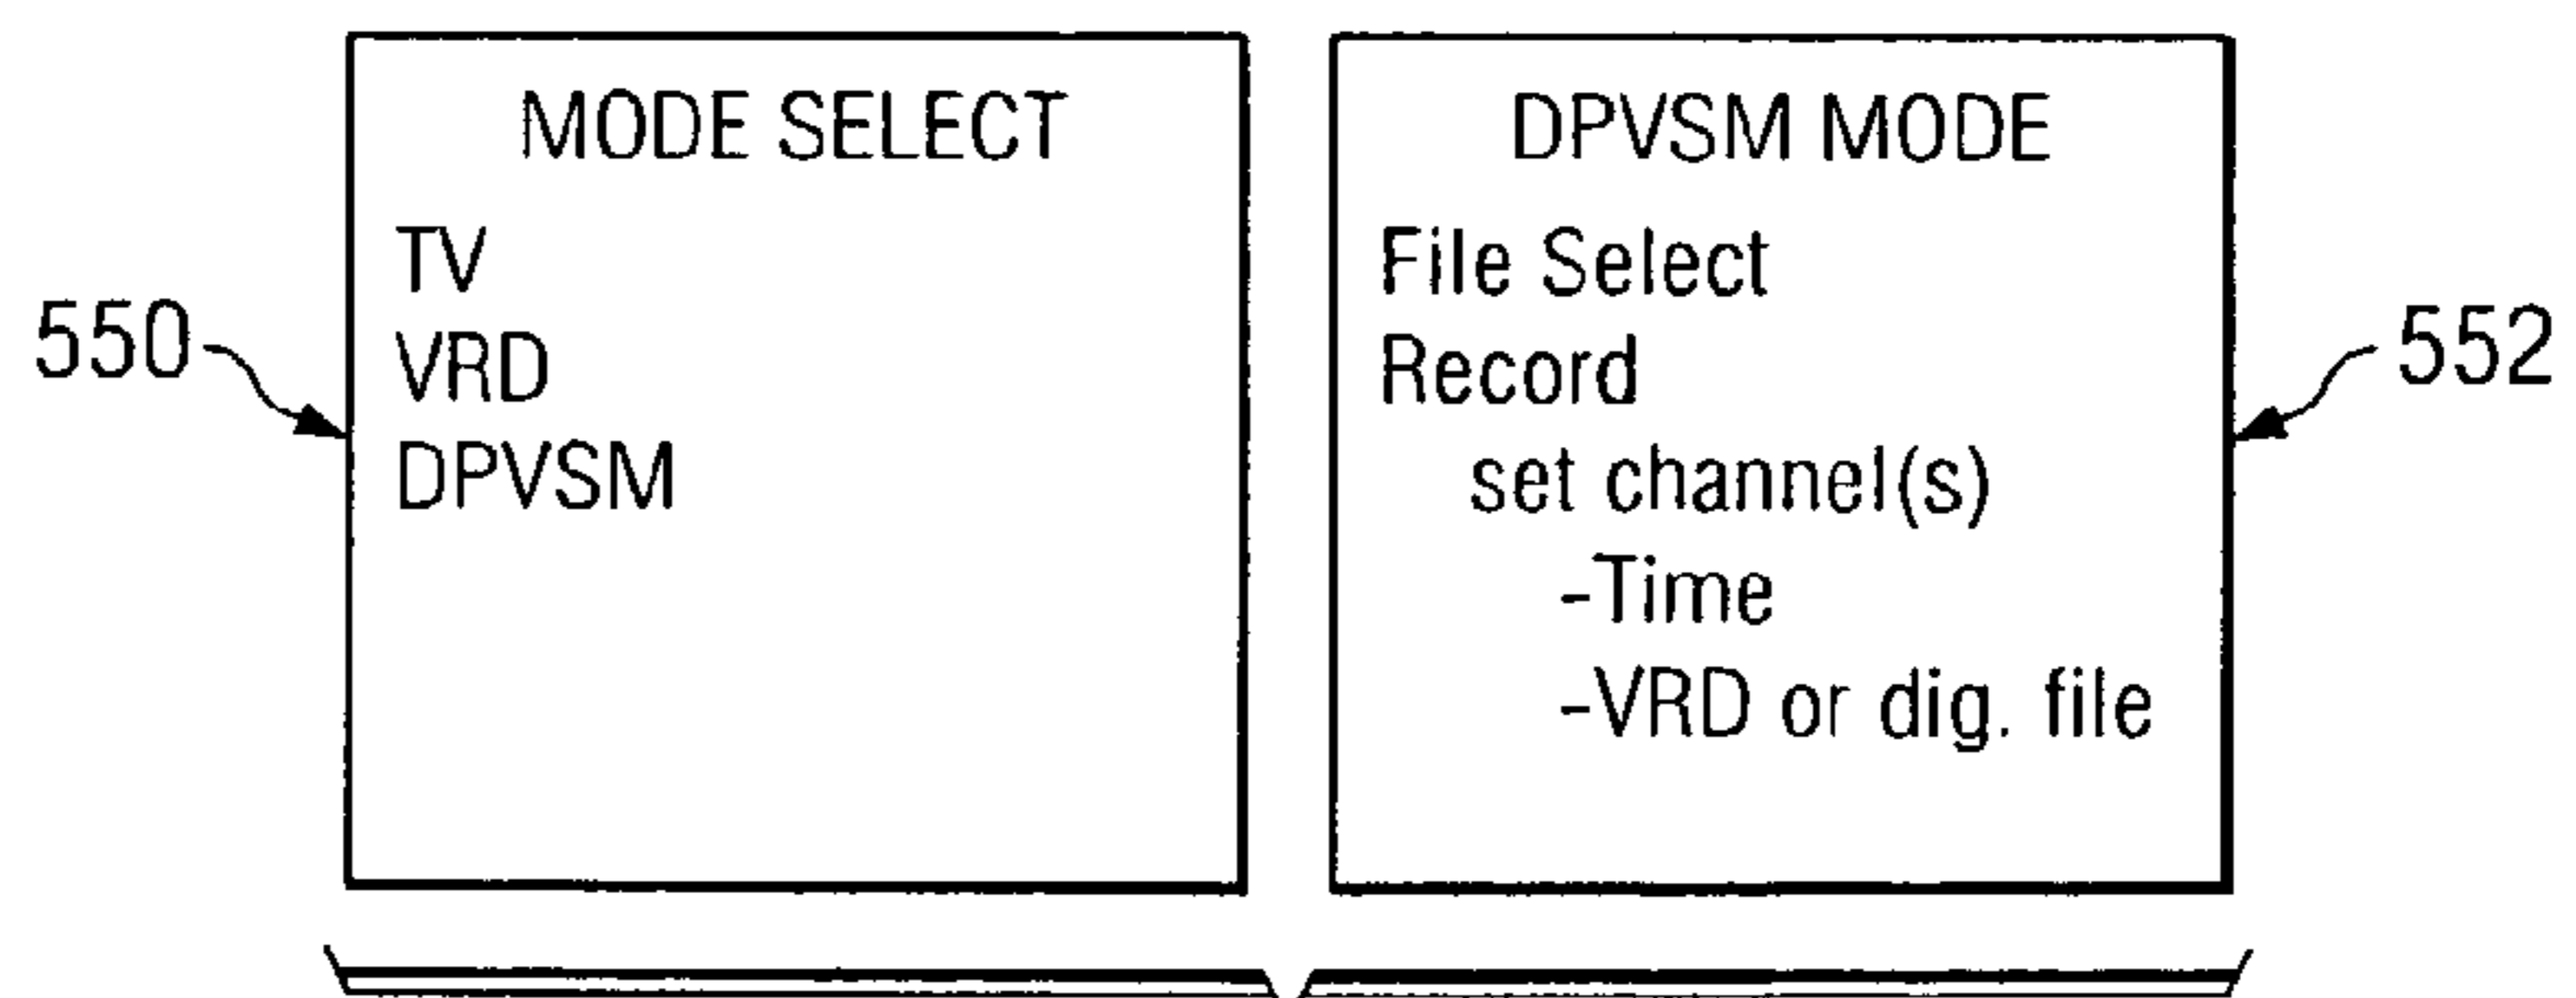 550
MODE SELECT
TV
VRD
DPVSM
DPVSM MODE
File Select
Record
set channel(s)
-Time
-VRD or dig. file
552